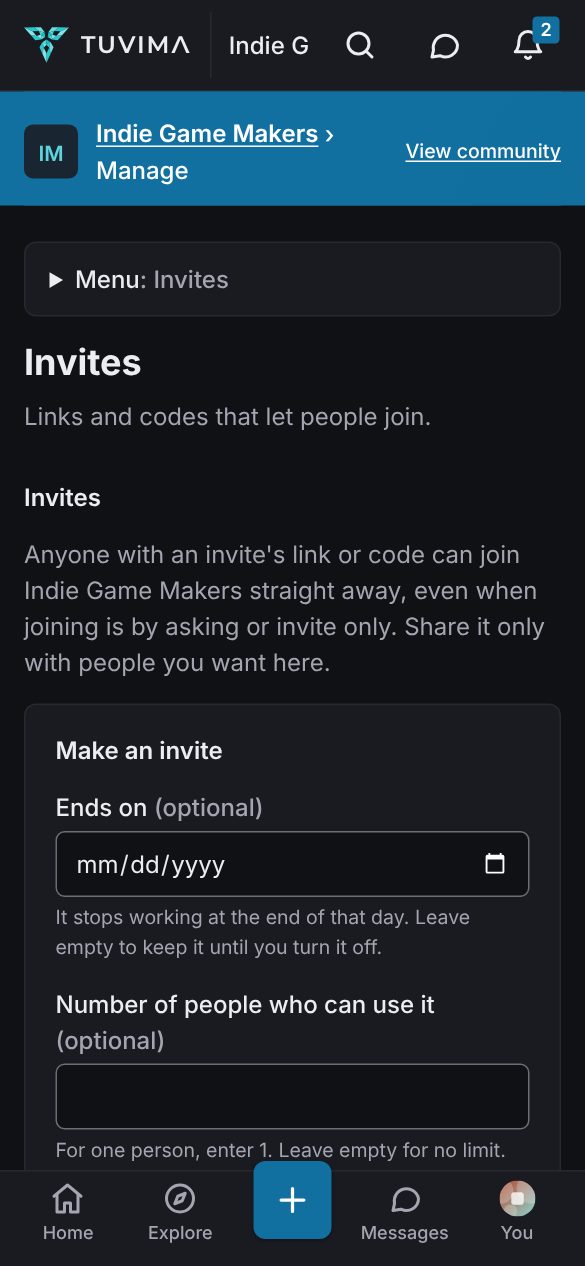 TUVIMA
Indie G
2
IM
Indie Game Makers ›
Manage
View community
Menu: Invites
Invites
Links and codes that let people join.
Invites
Anyone with an invite's link or code can join
Indie Game Makers straight away, even when
joining is by asking or invite only. Share it only
with people you want here.
Make an invite
Ends on (optional)
mm/dd/yyyy
It stops working at the end of that day. Leave
empty to keep it until you turn it off.
Number of people who can use it
(optional)
For one person, enter 1. Leave empty for no limit.
Home
Explore
Messages
You